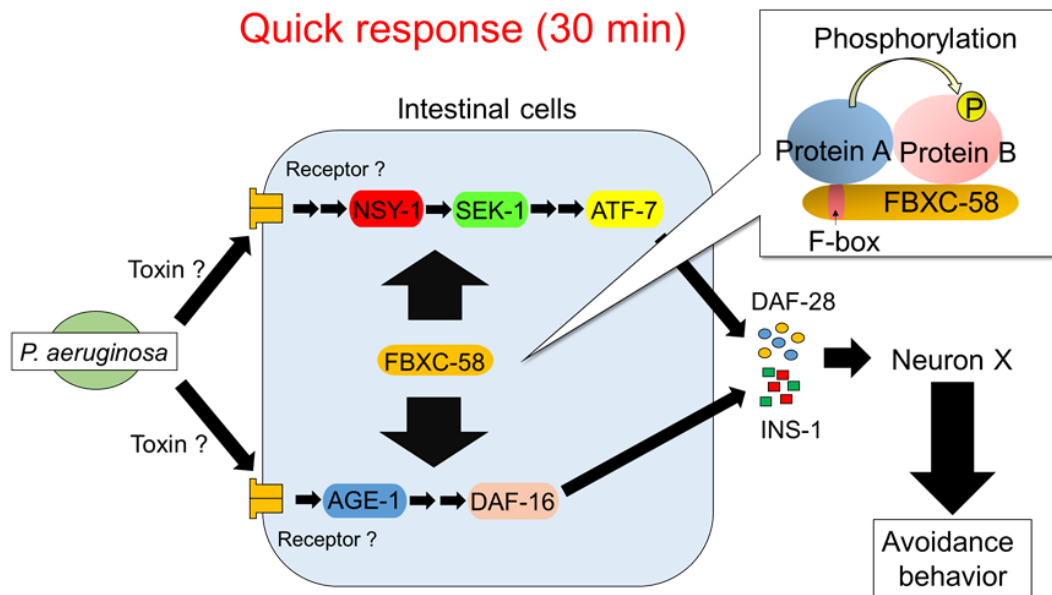 Quick response (30 min)
Phosphorylation
P
Protein A
Protein B
FBXC-58
F-box
Intestinal cells
Receptor ?
NSY-1
SEK-1
ATF-7
Toxin ?
P. aeruginosa
FBXC-58
DAF-28
INS-1
Neuron X
Toxin ?
AGE-1
DAF-16
Receptor ?
Avoidance
behavior